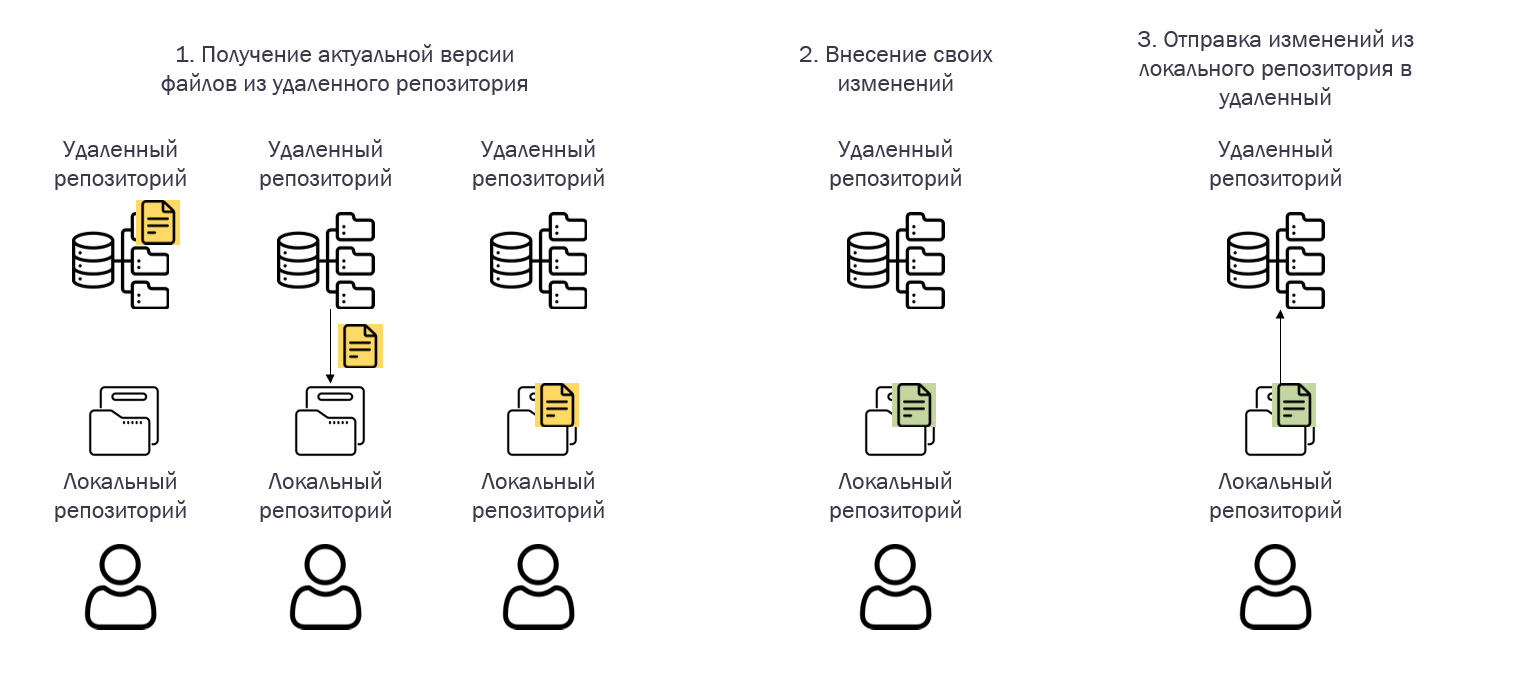 1. Получение актуальной версии
файлов из удаленного репозитория
Удаленный
репозиторий
Удаленный
репозиторий
Удаленный
репозиторий
Локальный
репозиторий
Локальный
репозиторий
Локальный
репозиторий
2. Внесение своих
изменений
Удаленный
репозиторий
Локальный
репозиторий
3. Отправка изменений из
локального репозитория в
удаленный
Удаленный
репозиторий
Локальный
репозиторий